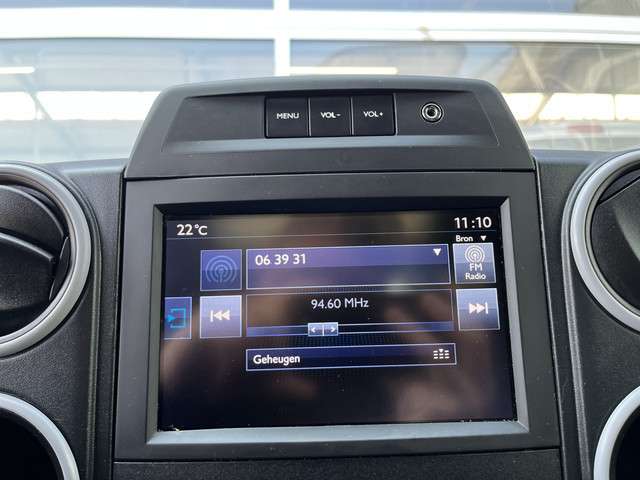 MENU VOL- VOL+
22°C 11:10
Bron
06 39 31
FM
Radio
94.60 MHz
Geheugen